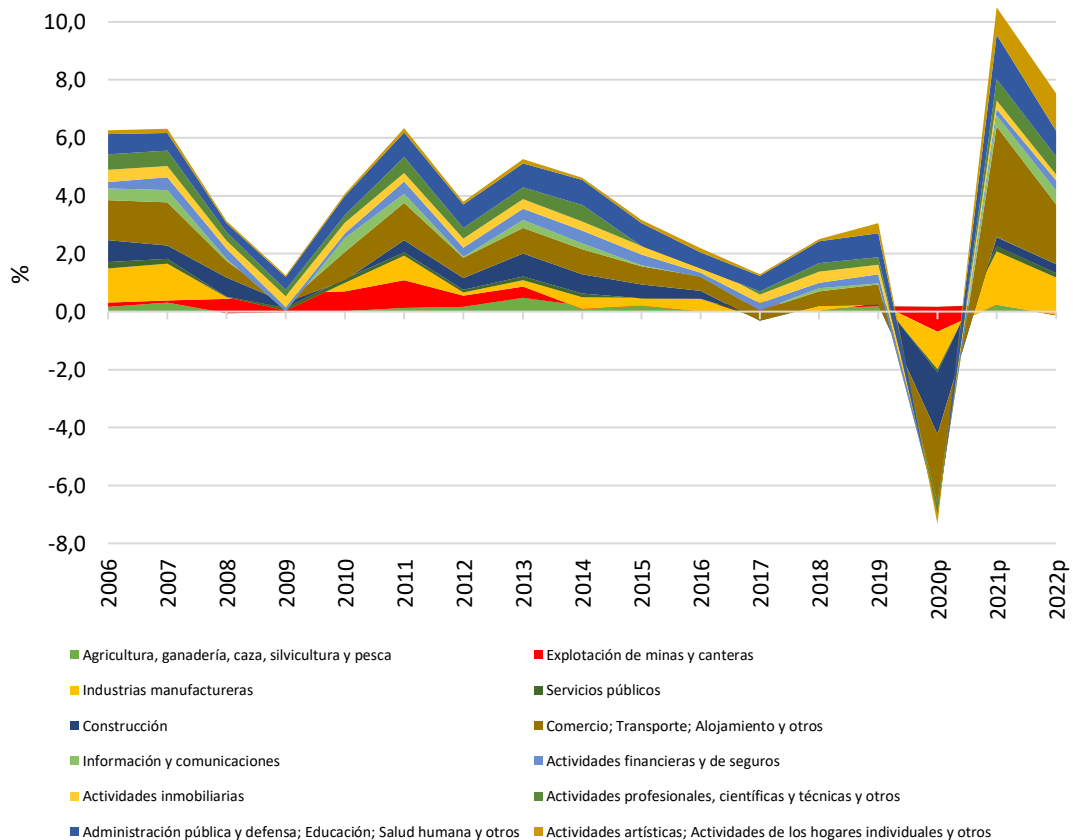 10,0
8,0
6,0
4,0
2,0
0,0
-2,0
-4,0
-6,0
-8,0
%
2006 2007 2008 2009 2010 2011 2012 2013 2014 2015 2016 2017 2018 2019 2020p 2021p 2022p
Agricultura, ganadería, caza, silvicultura y pesca
Explotación de minas y canteras
Industrias manufactureras
Servicios públicos
Construcción
Comercio; Transporte; Alojamiento y otros
Información y comunicaciones
Actividades financieras y de seguros
Actividades inmobiliarias
Actividades profesionales, científicas y técnicas y otros
Administración pública y defensa; Educación; Salud humana y otros
Actividades artísticas; Actividades de los hogares individuales y otros